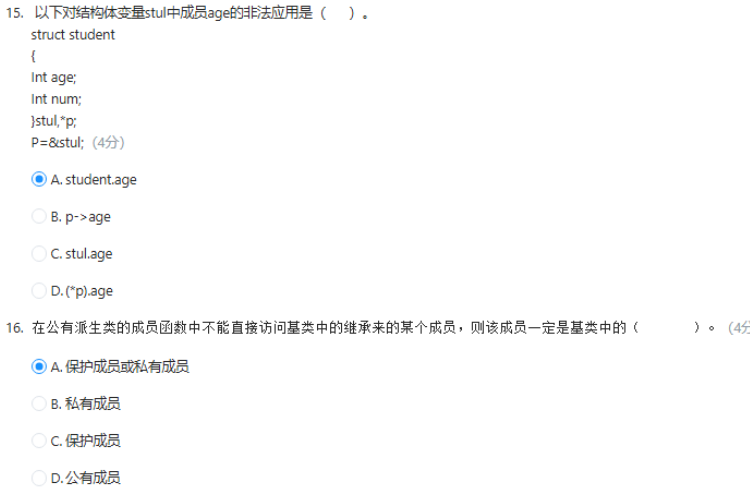 15. 以下对结构体变量stul中成员age的非法应用是（ ）。
struct student
{
Int age;
Int num;
}stul,*p;
P=&stul;（4分）
A. student.age
B. p->age
C. stul.age
D. (*p).age
16. 在公有派生类的成员函数中不能直接访问基类中的继承来的某个成员，则该成员一定是基类中的（ ）。（4分
A. 保护成员或私有成员
B. 私有成员
C. 保护成员
D. 公有成员